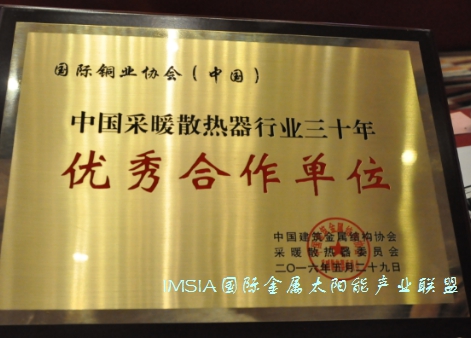 国际铜业协会（中国）
中国采暖散热器行业三十年
优秀合作单位
中国建筑金属结构协会
采暖散热器委员会
二〇一六年五月二十九日
IMSIA国际金属太阳能产业联盟